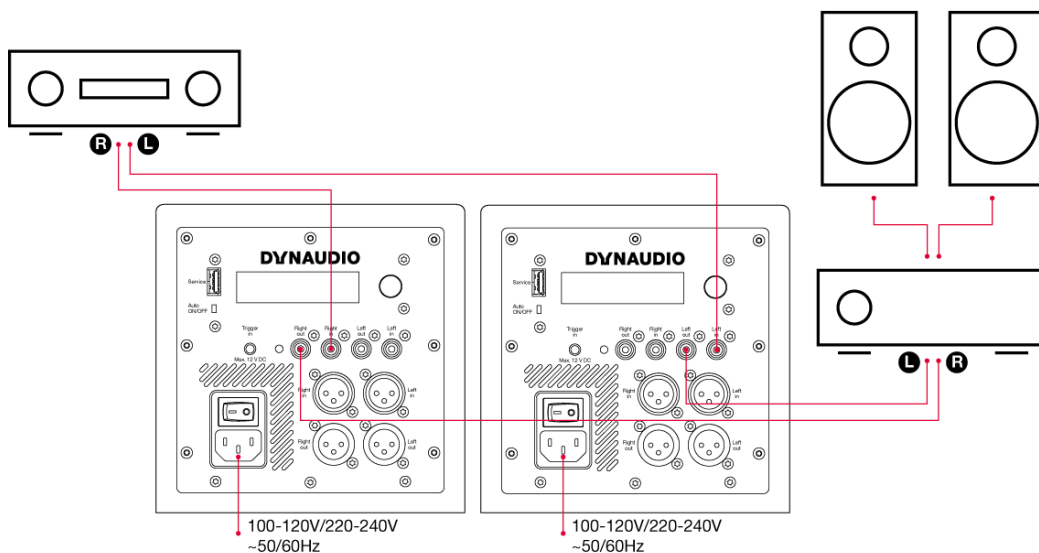 R L
DYNAUDIO
Service
Auto
ON/OFF
Trigger
in
Max. 12 V DC
Right
out
Right
in
Left
out
Left
in
Right
in
Left
in
Right
out
Left
out
100-120V/220-240V
~50/60Hz
DYNAUDIO
Service
Auto
ON/OFF
Trigger
in
Max. 12 V DC
Right
out
Right
in
Left
out
Left
in
Right
in
Left
in
Right
out
Left
out
100-120V/220-240V
~50/60Hz
L R